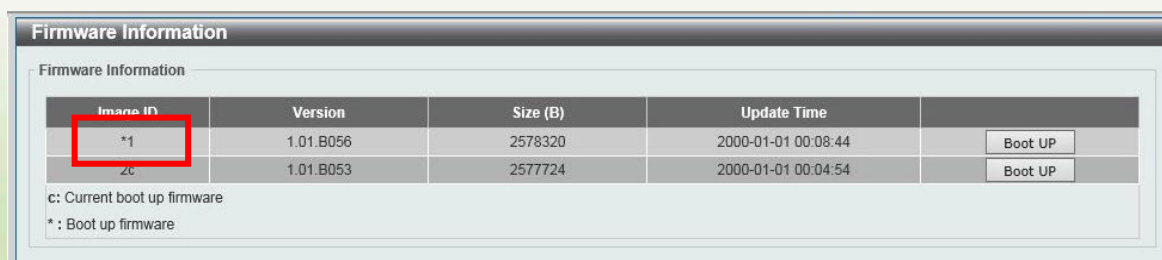 Firmware Information
Firmware Information
Image ID Version Size (B) Update Time
*1 1.01.B056 2578320 2000-01-01 00:08:44 Boot UP
2c 1.01.B053 2577724 2000-01-01 00:04:54 Boot UP
c: Current boot up firmware
* : Boot up firmware